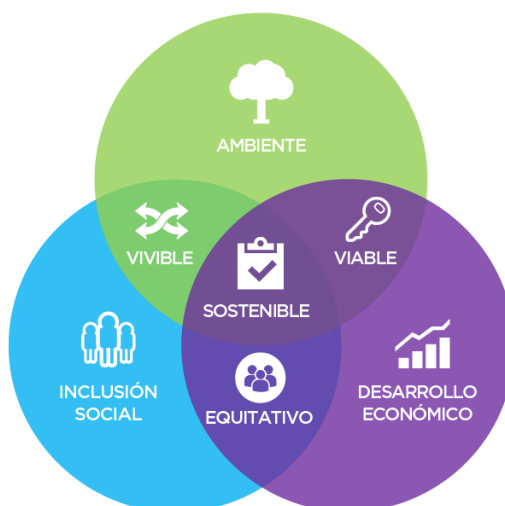 AMBIENTE
VIVIBLE
VIABLE
SOSTENIBLE
INCLUSIÓN
SOCIAL
EQUITATIVO
DESARROLLO
ECONÓMICO